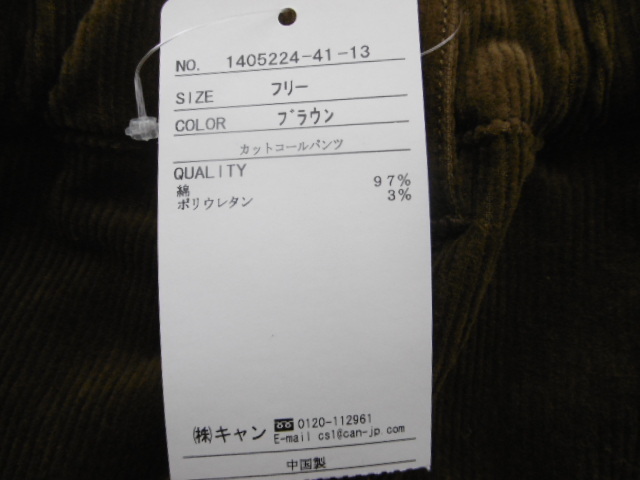 NO. 1405224-41-13
SIZE フリー
COLOR ブラウン
カットコールパンツ
QUALITY
綿 97%
ポリウレタン 3%
㈱キャン 0120-112961
E-mail cs1@can-jp.com
中国製